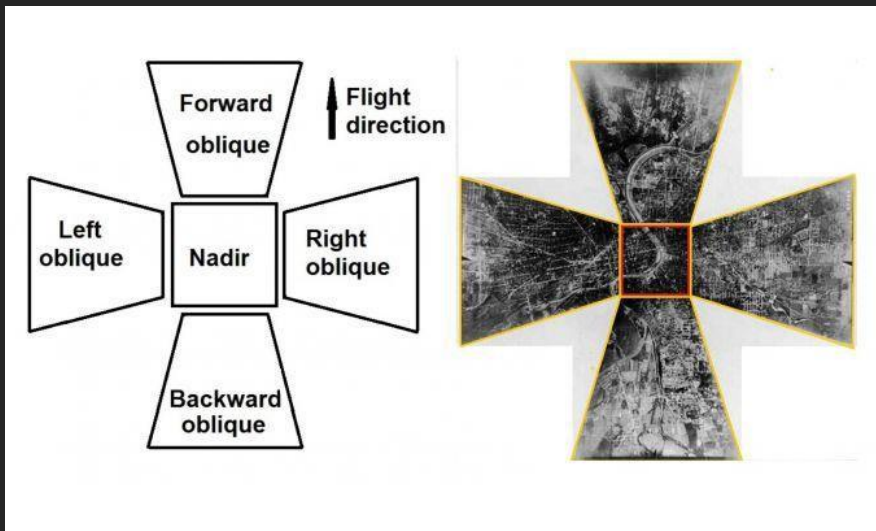 Forward
oblique
Flight
direction
Left
oblique
Nadir
Right
oblique
Backward
oblique